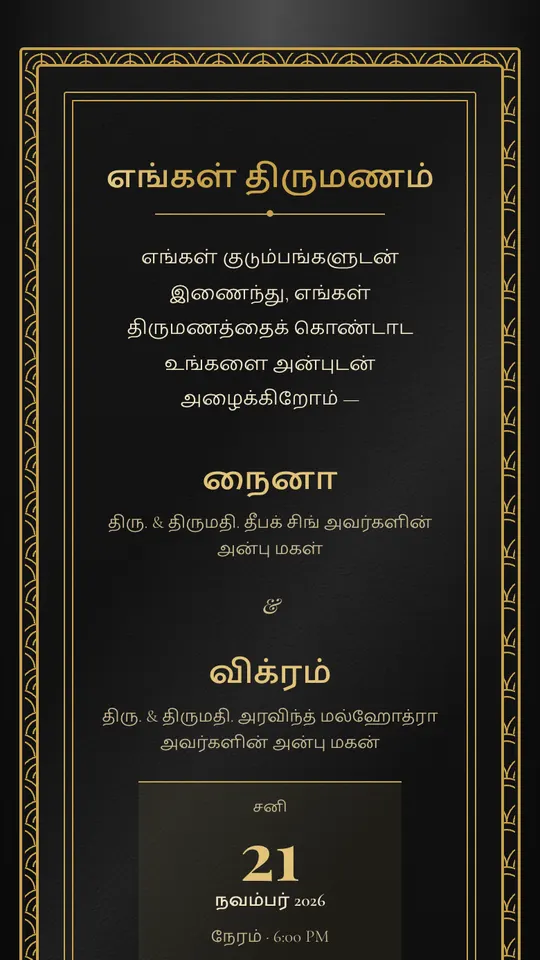 எங்கள் திருமணம்
எங்கள் குடும்பங்களுடன்
இணைந்து, எங்கள்
திருமணத்தைக் கொண்டாட
உங்களை அன்புடன்
அழைக்கிறோம் —
நைனா
திரு. & திருமதி. தீபக் சிங் அவர்களின்
அன்பு மகள்
&
விக்ரம்
திரு. & திருமதி. அரவிந்த் மல்ஹோத்ரா
அவர்களின் அன்பு மகன்
சனி
21
நவம்பர் 2026
நேரம் · 6:00 PM